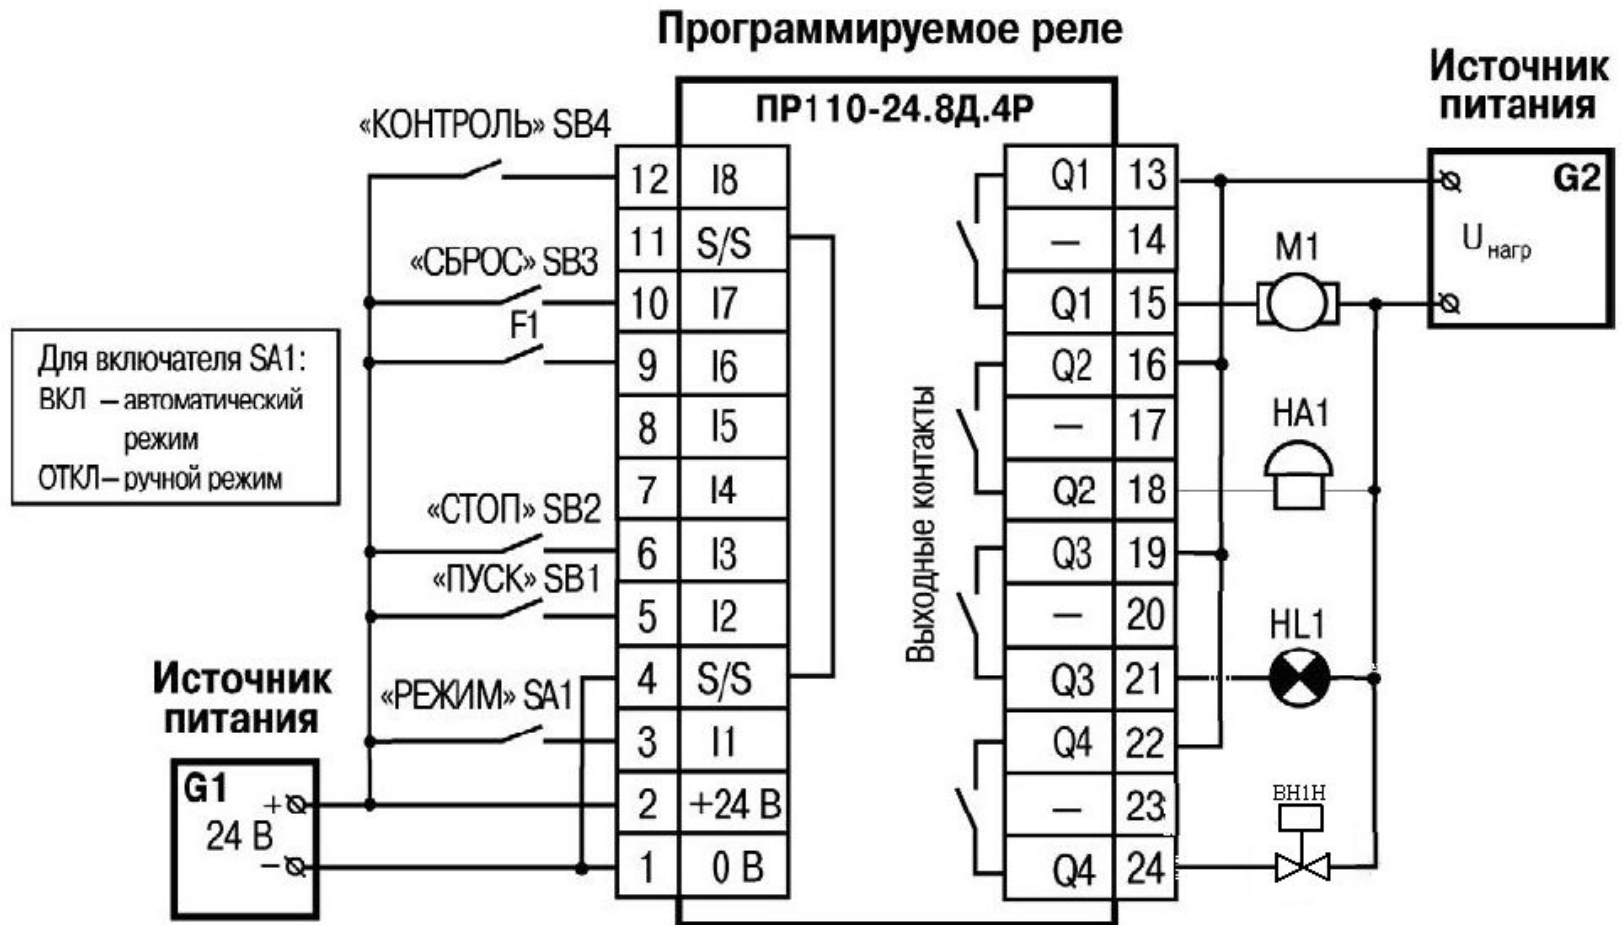 Программируемое реле
ПР110-24.8Д.4Р
Источник
питания
G2
U нагр
«КОНТРОЛЬ» SB4
«СБРОС» SB3
F1
Для включателя SA1:
ВКЛ – автоматический
режим
ОТКЛ– ручной режим
«СТОП» SB2
«ПУСК» SB1
«РЕЖИМ» SA1
Источник
питания
G1
+
24 В
–
12 I8
11 S/S
10 I7
9 I6
8 I5
7 I4
6 I3
5 I2
4 S/S
3 I1
2 +24 В
1 0 В
Выходные контакты
Q1 13
– 14
Q1 15
Q2 16
– 17
Q2 18
Q3 19
– 20
Q3 21
Q4 22
– 23
Q4 24
M1
HA1
HL1
ВН1Н